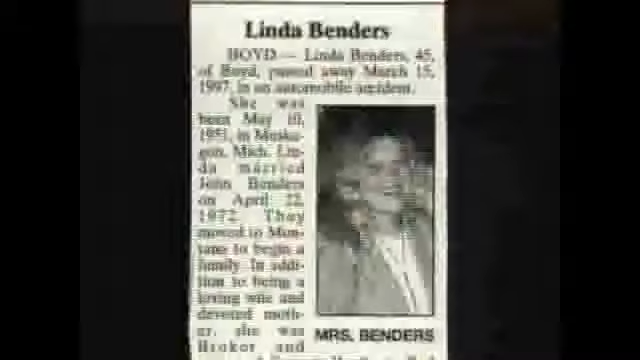 Linda Benders
BOYD — Linda Benders, 45,
of Boyd, passed away March 15,
1997, in an automobile accident.
She was
born May 10,
1951, in Muske-
gon, Mich. Lin-
da married
John Benders
on April 22,
1972. They
moved to Mon-
tana to begin a
family. In addi-
tion to being a
loving wife and
devoted moth-
er, she was
Broker and
MRS. BENDERS